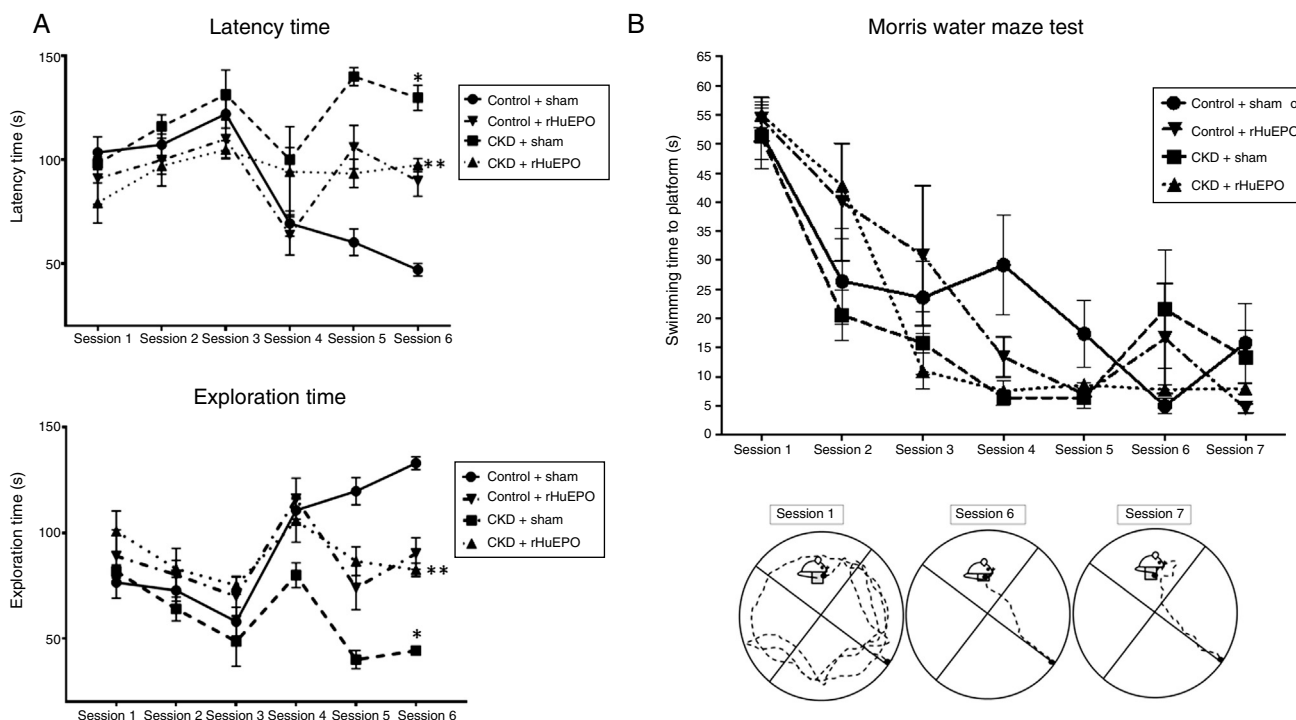 A
Latency time
Latency time (s)
150
100
50
*
**
Control + sham
Control + rHuEPO
CKD + sham
CKD + rHuEPO
Session 1 Session 2 Session 3 Session 4 Session 5 Session 6
Exploration time
Exploration time (s)
150
100
50
**
*
Control + sham
Control + rHuEPO
CKD + sham
CKD + rHuEPO
Session 1 Session 2 Session 3 Session 4 Session 5 Session 6
B
Morris water maze test
Swimming time to platform (s)
65
60
55
50
45
40
35
30
25
20
15
10
5
0
Control + sham o
Control + rHuEPO
CKD + sham
CKD + rHuEPO
Session 1 Session 2 Session 3 Session 4 Session 5 Session 6 Session 7
Session 1 Session 6 Session 7